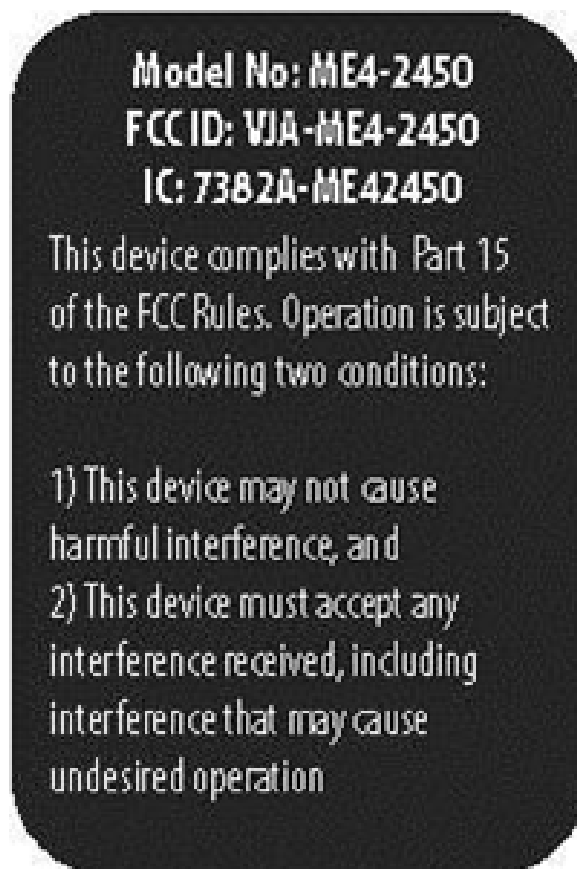 Model No: ME4-2450
FCC ID: VJA-ME4-2450
IC: 7382A-ME42450
This device complies with Part 15
of the FCC Rules. Operation is subject
to the following two conditions:
1) This device may not cause
harmful interference, and
2) This device must accept any
interference received, including
interference that may cause
undesired operation